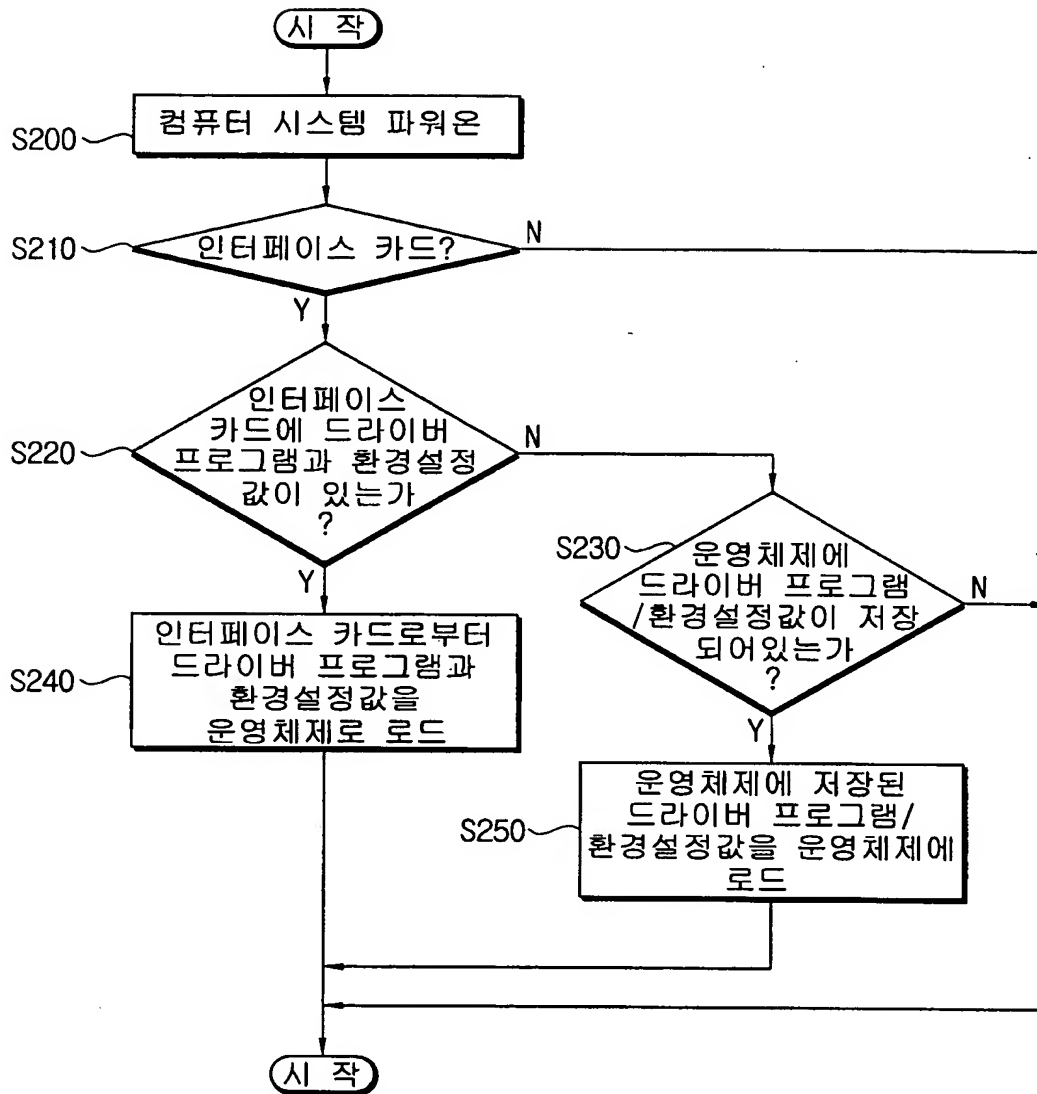 시 작
컴퓨터 시스템 파워온
S200
인터페이스 카드?
S210
N
Y
인터페이스
카드에 드라이버
프로그램과 환경설정
값이 있는가
?
S220
N
Y
S230
운영체제에
드라이버 프로그램
/환경설정값이 저장
되어있는가
?
N
Y
인터페이스 카드로부터
드라이버 프로그램과
환경설정값을
운영체제로 로드
S240
운영체제에 저장된
드라이버 프로그램/
환경설정값을 운영체제에
로드
S250
시 작